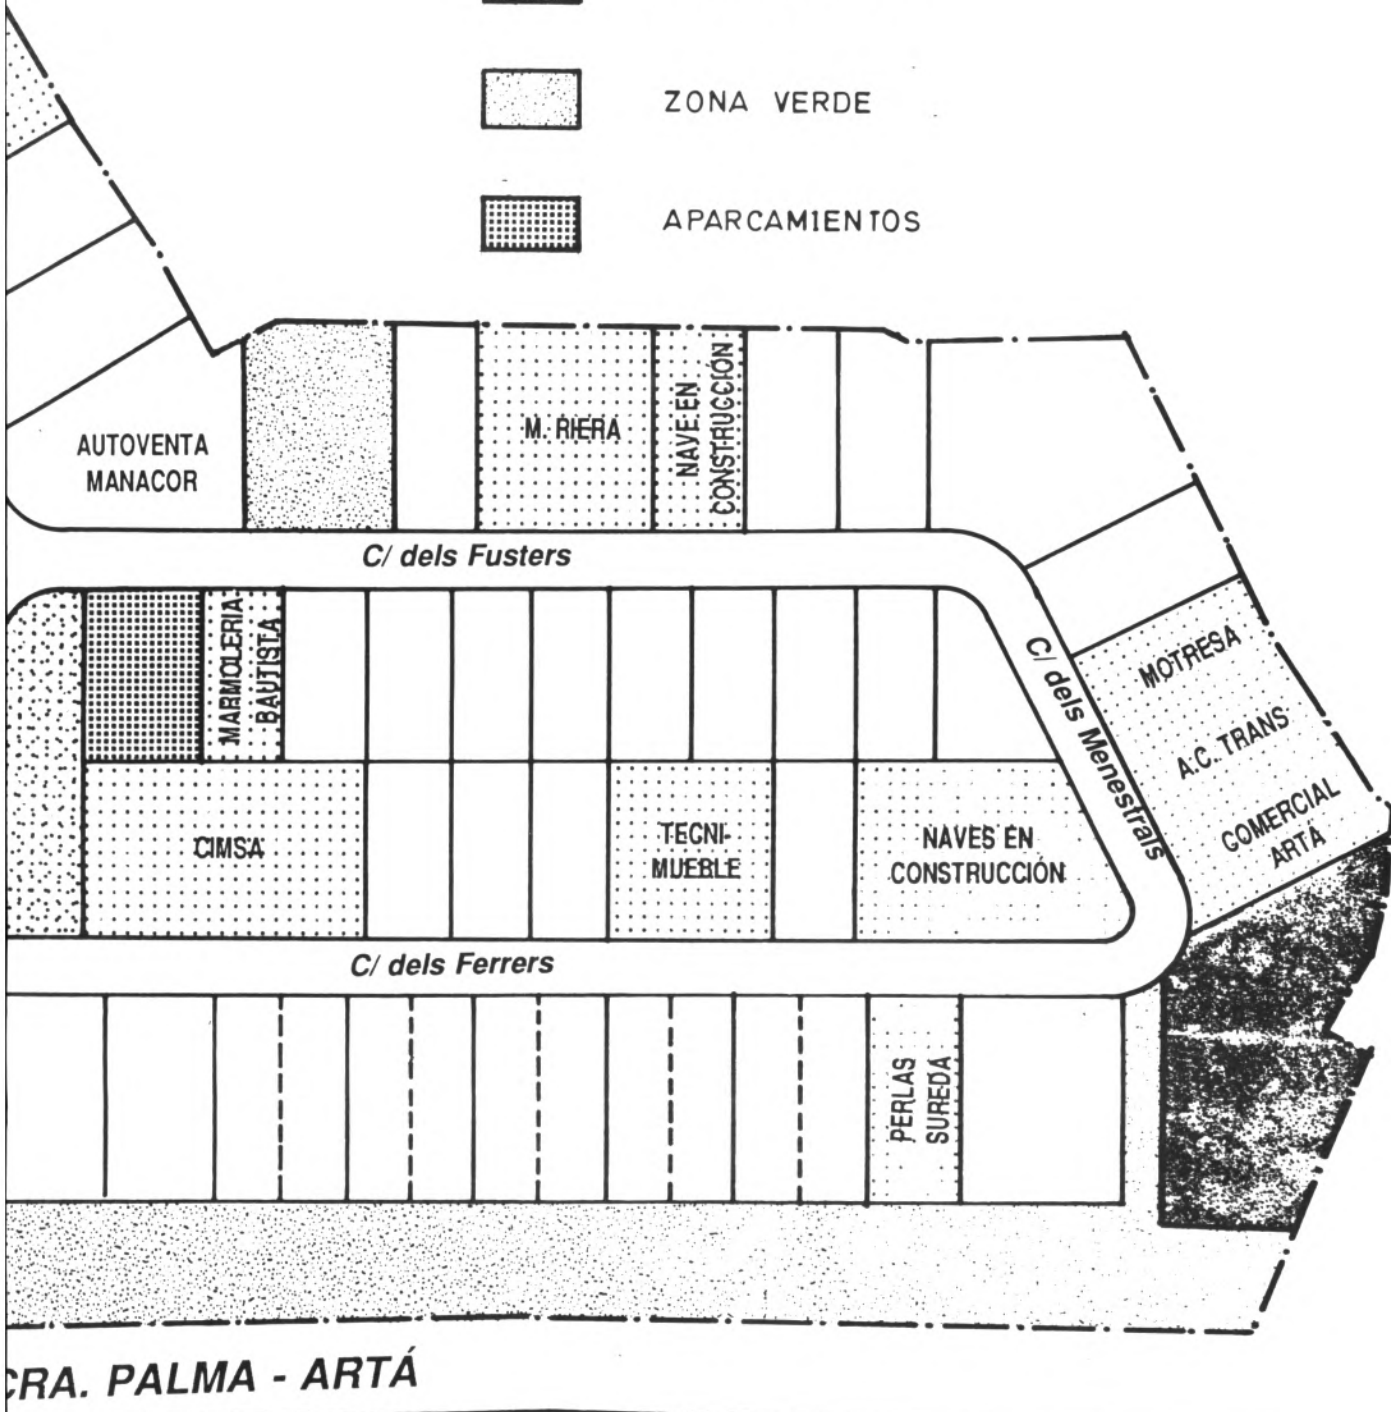 ZONA VERDE
APARCAMIENTOS
AUTOVENTA
MANACOR
M. RIERA
NAVE EN
CONSTRUCCIÓN
C/ dels Fusters
MARMOLERIA
BAUTISTA
C/ dels Menestrals
MOTRESA
A.C. TRANS
COMERCIAL
ARTÁ
CIMSA
TECNI-
MUEBLE
NAVES EN
CONSTRUCCIÓN
C/ dels Ferrers
PERLAS
SUREDA
CRA. PALMA - ARTÁ